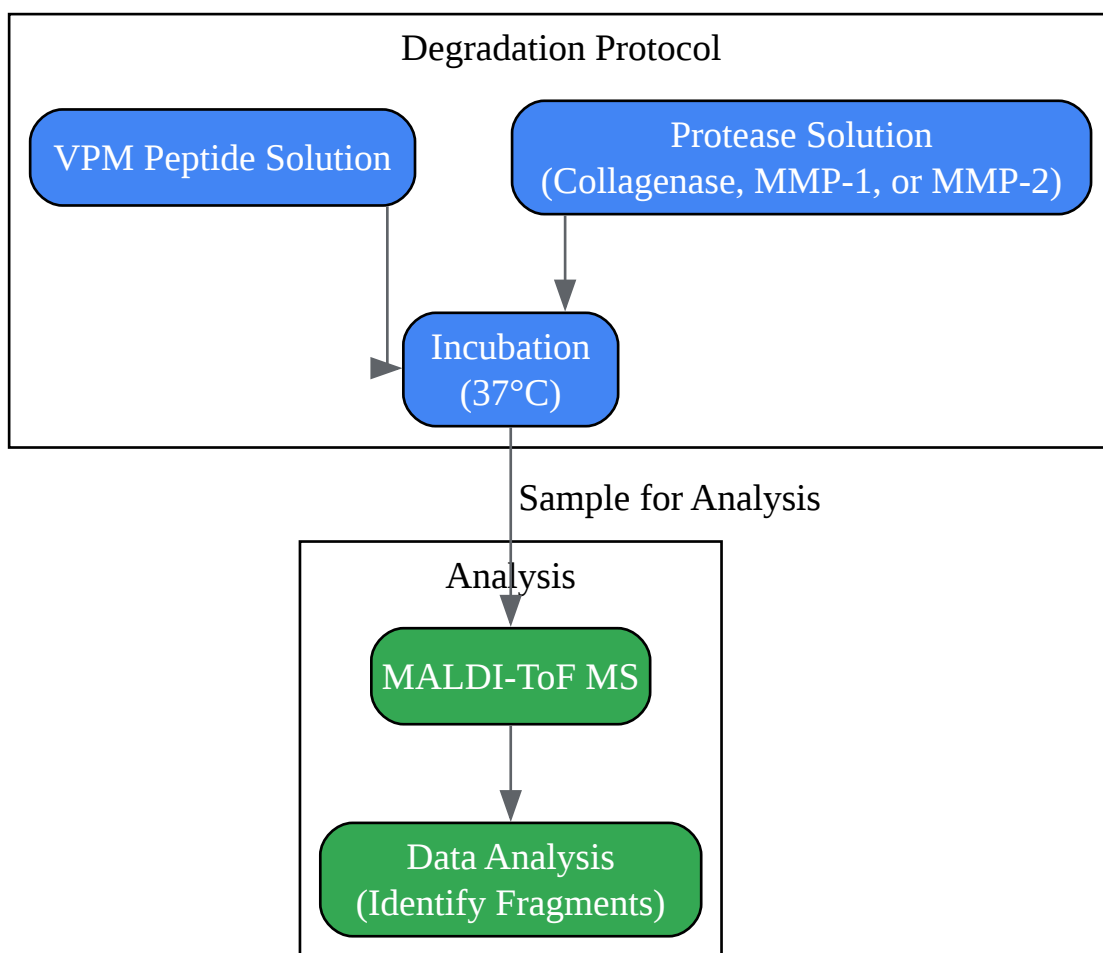 Degradation Protocol
VPM Peptide Solution
Protease Solution
(Collagenase, MMP-1, or MMP-2)
Incubation
(37°C)
Sample for Analysis
Analysis
MALDI-ToF MS
Data Analysis
(Identify Fragments)